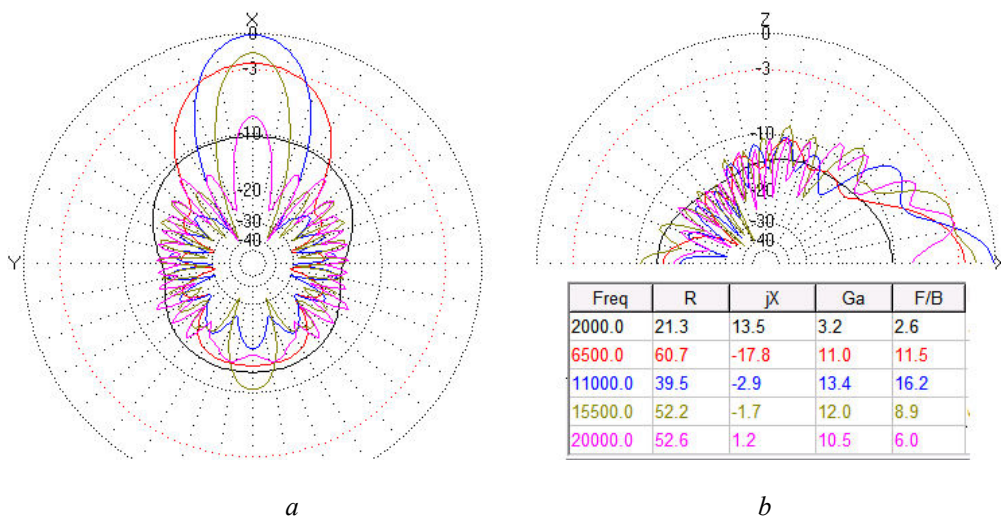 X
0
-3
-10
-20
-30
-40
Y
Z
0
-3
-10
-20
-30
-40
X
Freq R jX Ga F/B
2000.0 21.3 13.5 3.2 2.6
6500.0 60.7 -17.8 11.0 11.5
11000.0 39.5 -2.9 13.4 16.2
15500.0 52.2 -1.7 12.0 8.9
20000.0 52.6 1.2 10.5 6.0
a b